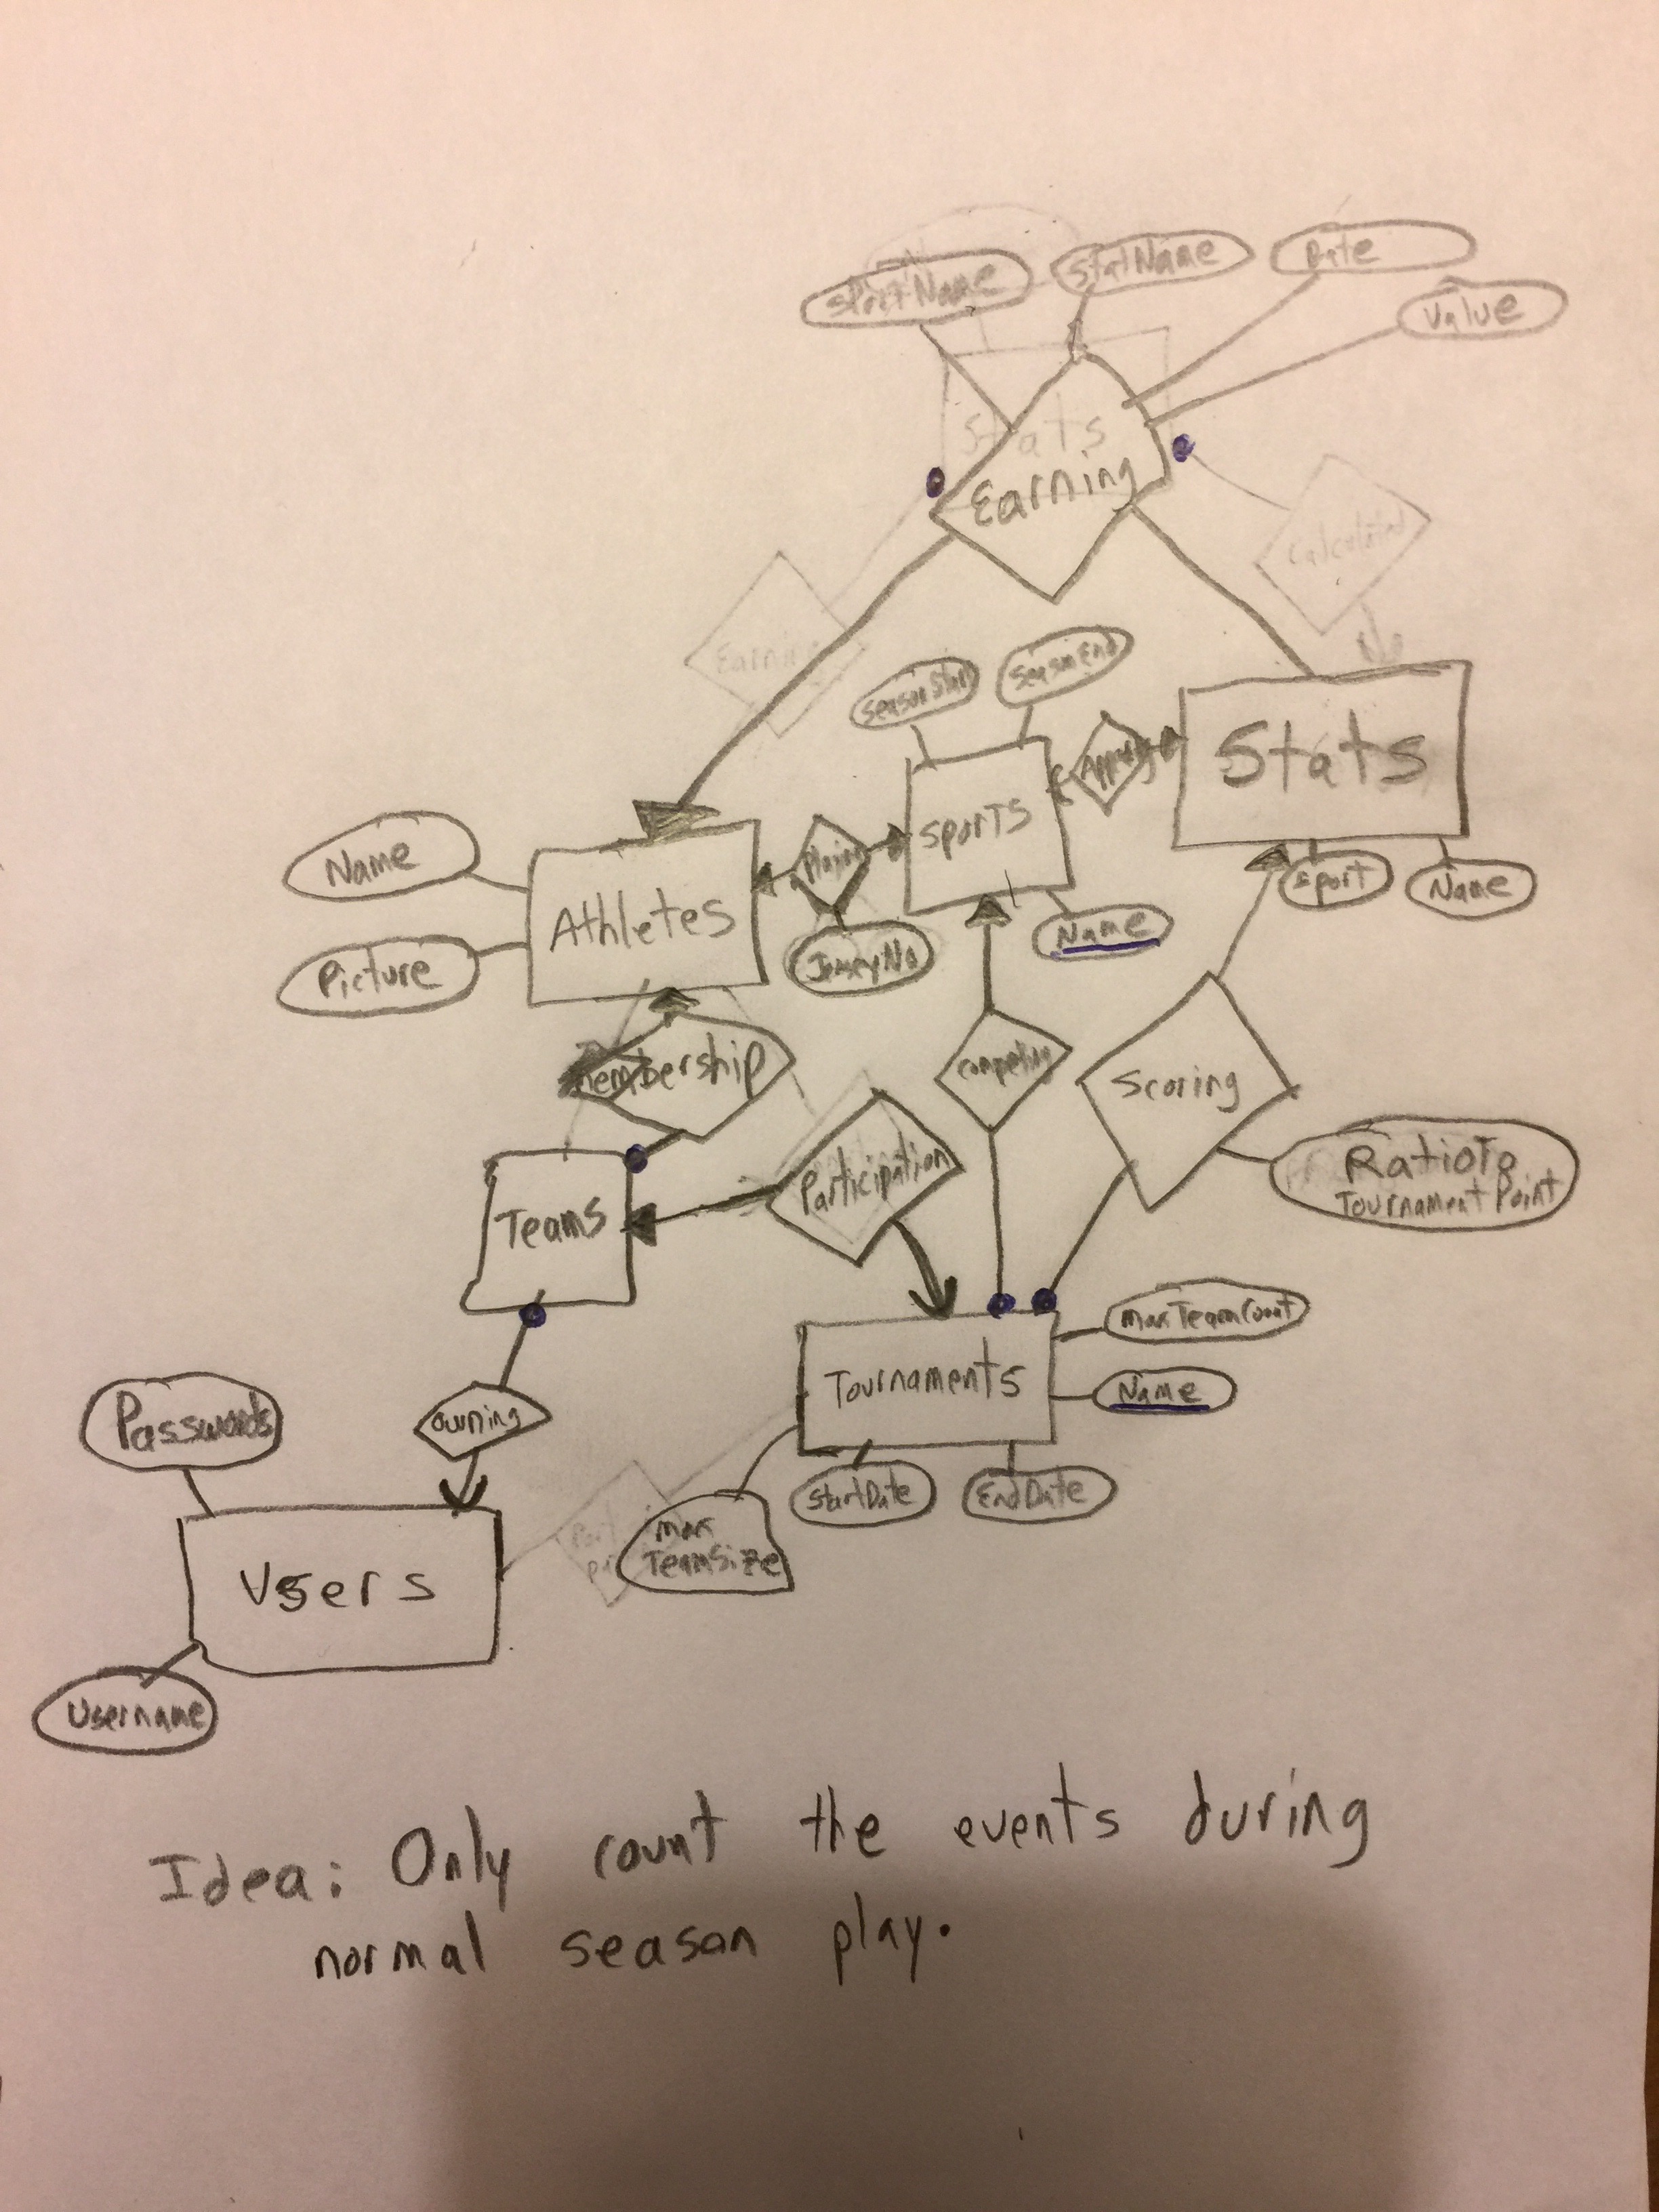 SportName
StatName
Date
Value
Stats
Earning
Calculated
Earning
SeasonStart
SeasonEnd
Stats
Sports
Name
Playing
Sport
Name
Athletes
Name
JerseyNo
Picture
Membership
Competing
Scoring
Participation
RatioTo
Tournament Point
Teams
MaxTeamCount
Tournaments
Name
Passwords
owning
StartDate
EndDate
Max
TeamSize
Users
Username
Idea: Only count the events during
normal season play.